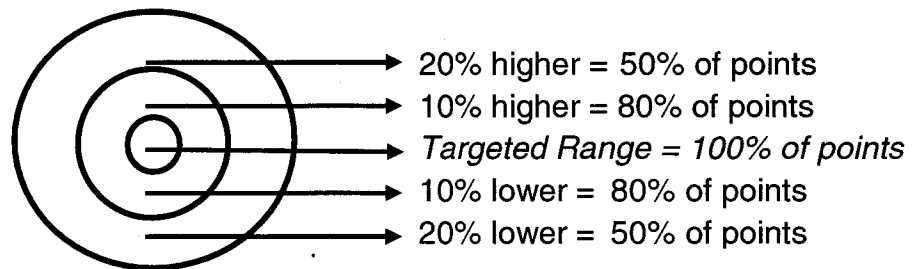 20% higher = 50% of points
10% higher = 80% of points
Targeted Range = 100% of points
10% lower = 80% of points
20% lower = 50% of points